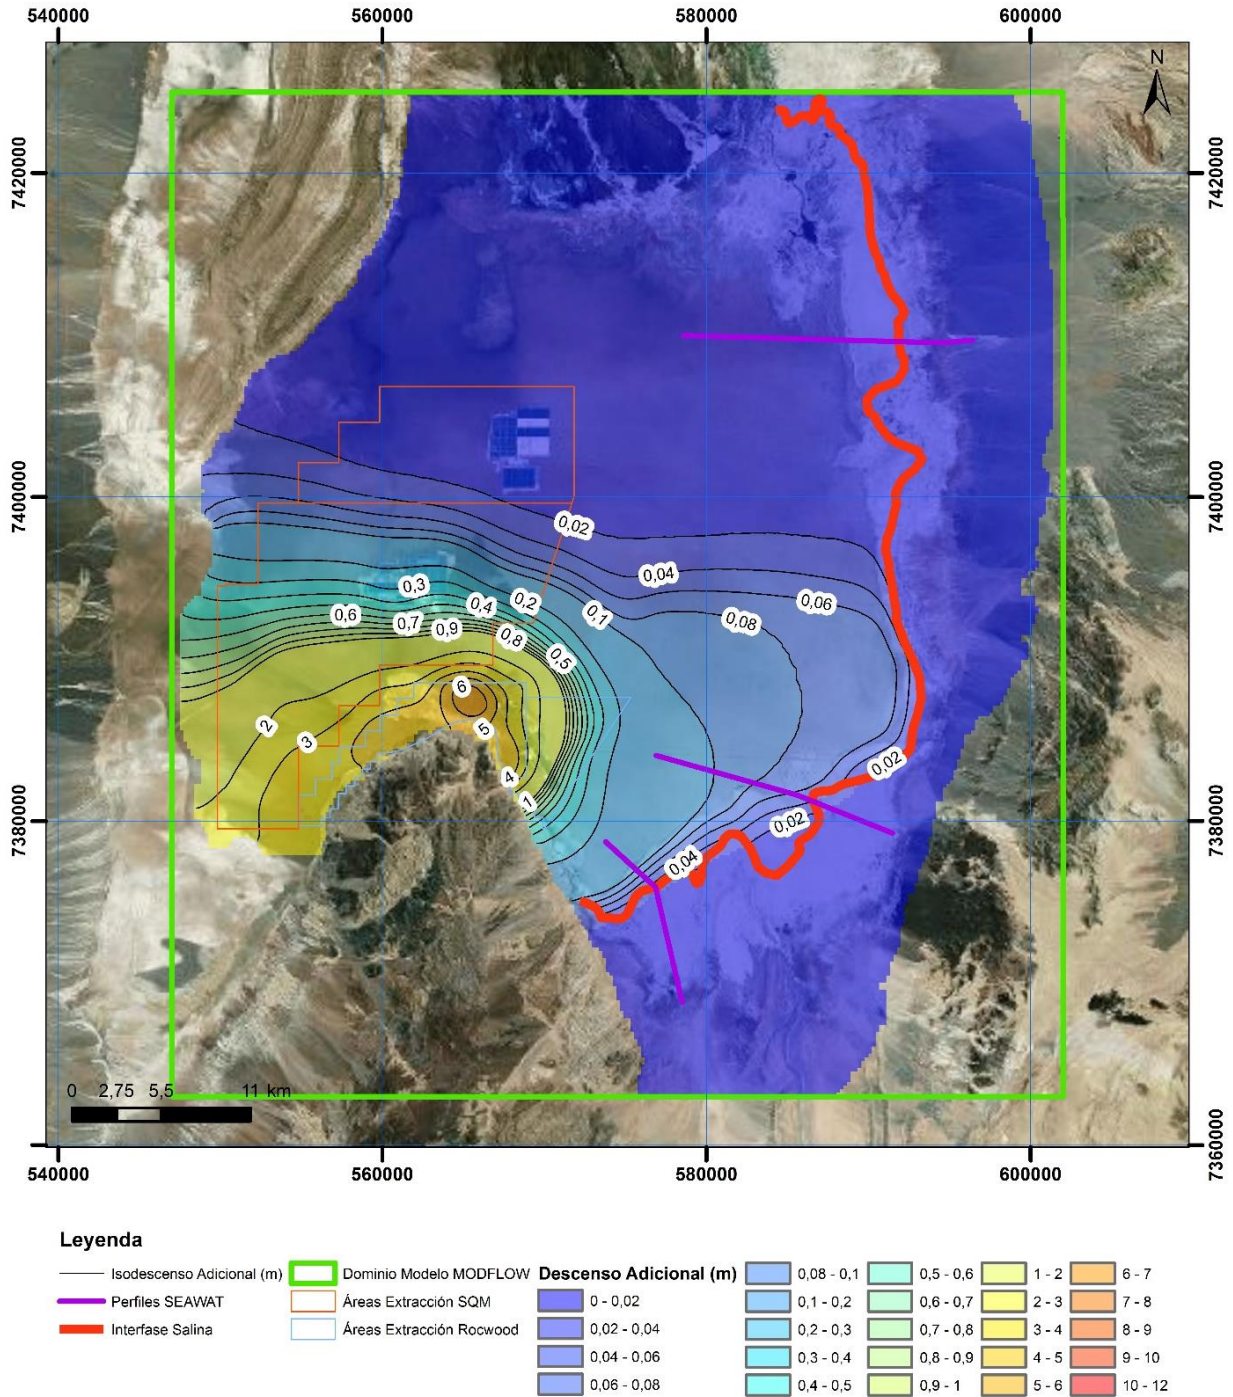 540000 560000 580000 600000
N
7420000 7420000
7400000 7400000
0,02
0,04
0,06
0,08
0,1
0,2
0,3
0,4
0,5
0,6
0,7
0,8
0,9
1
2
3
4
5
6
0,02
0,02
0,04
7380000 7380000
0 2,75 5,5 11 km
7360000
540000 560000 580000 600000
Leyenda
Isodescenso Adicional (m)
Perfiles SEAWAT
Interfase Salina
Dominio Modelo MODFLOW
Áreas Extracción SQM
Áreas Extracción Rocwood
Descenso Adicional (m)
0 - 0,02
0,02 - 0,04
0,04 - 0,06
0,06 - 0,08
0,08 - 0,1
0,1 - 0,2
0,2 - 0,3
0,3 - 0,4
0,4 - 0,5
0,5 - 0,6
0,6 - 0,7
0,7 - 0,8
0,8 - 0,9
0,9 - 1
1 - 2
2 - 3
3 - 4
4 - 5
5 - 6
6 - 7
7 - 8
8 - 9
9 - 10
10 - 12